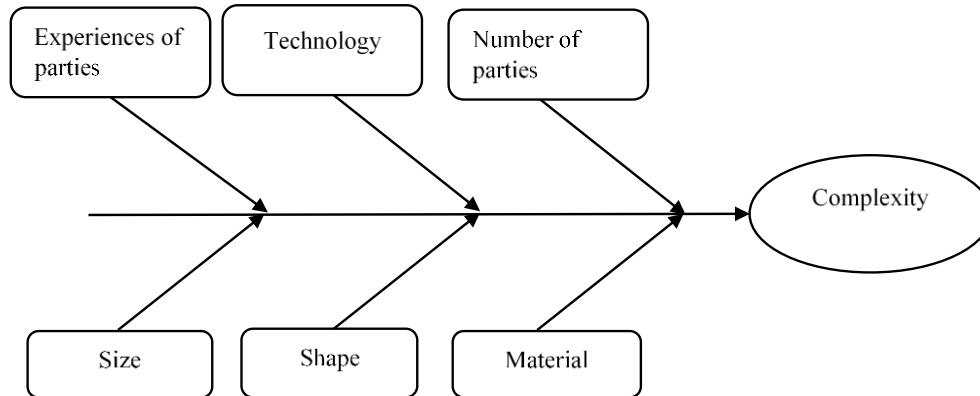 Experiences of
parties
Technology
Number of
parties
Complexity
Size
Shape
Material